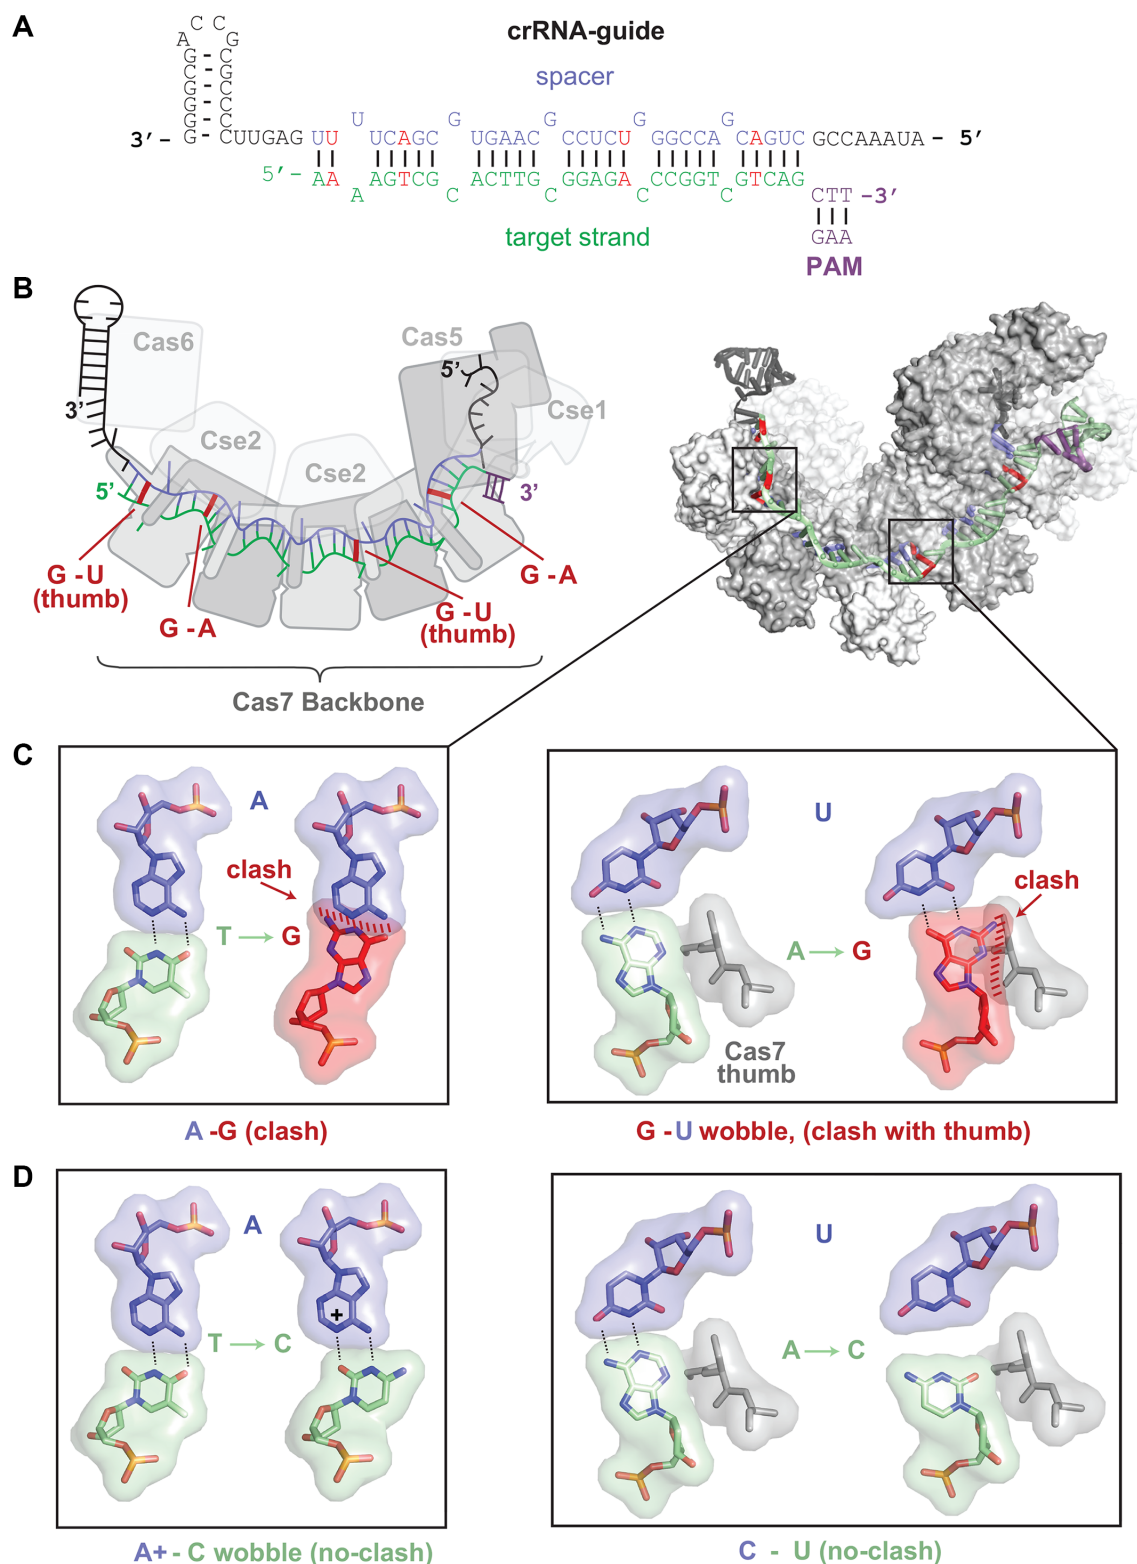 A
crRNA-guide
spacer
C C
A G
G - C
C - G
G - C
G - C
G - C
3′ - G - CUUGAG UU U UCAGC G UGAAC G CCUCU G GGCCA G CAGUC GCCAAAUA - 5′
5′ - AA A AGTCG C ACTTG C GGAGA C CCGGT C GTCAG CTT -3′
target strand
GAA
PAM
B
Cas6
Cas5
5’
3’
Cse2
Cse1
Cse2
5’
3’
G - U
(thumb)
G - A
G - U
(thumb)
G - A
Cas7 Backbone
C
A
clash
T → G
U
clash
A → G
Cas7
thumb
A -G (clash)
G -U wobble, (clash with thumb)
D
A
+
T → C
U
A → C
A+ - C wobble (no-clash)
C - U (no-clash)